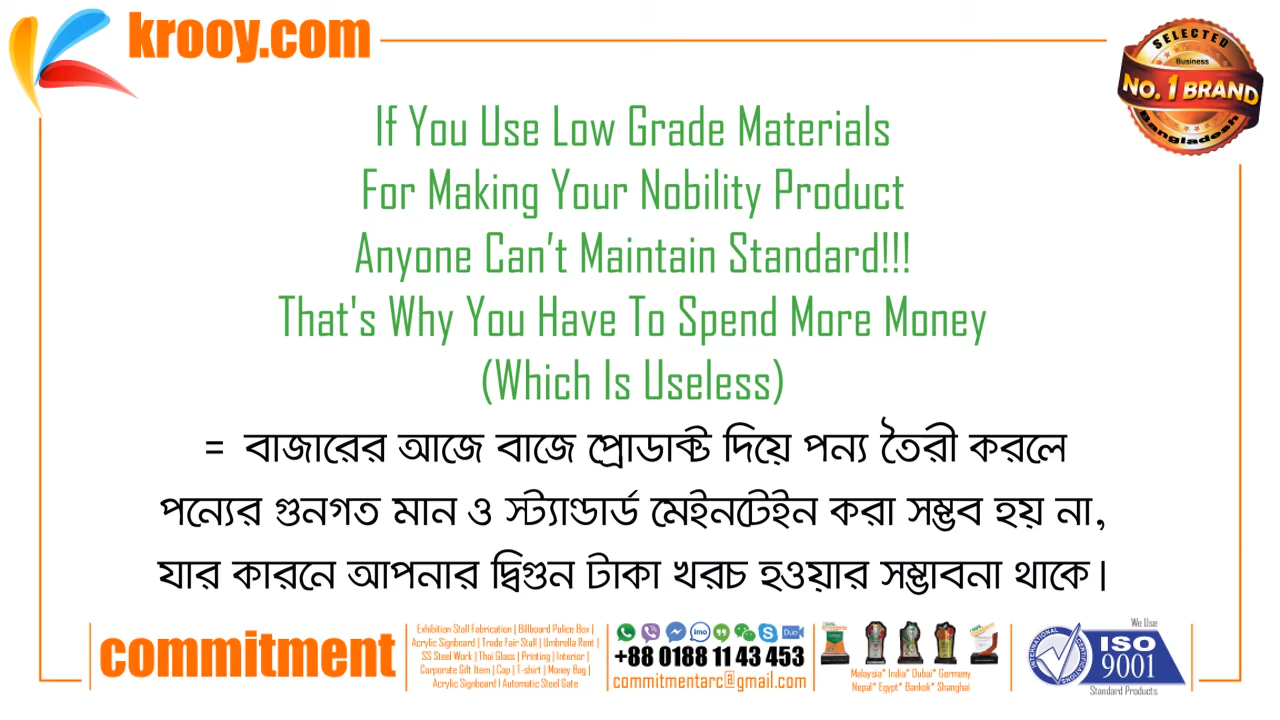 krooy.com
SELECTED
Business
NO. 1 BRAND
Bangladesh
If You Use Low Grade Materials
For Making Your Nobility Product
Anyone Can't Maintain Standard!!!
That's Why You Have To Spend More Money
(Which Is Useless)
= বাজারের আজে বাজে প্রোডাক্ট দিয়ে পন্য তৈরী করলে
পন্যের গুনগত মান ও স্ট্যান্ডার্ড মেইনটেইন করা সম্ভব হয় না,
যার কারনে আপনার দ্বিগুন টাকা খরচ হওয়ার সম্ভাবনা থাকে।
commitment
Exhibition Stall Fabrication | Billboard Police Box |
Acrylic Signboard | Trade Fair Stall | Umbrella Rent |
SS Steel Work | Thai Glass | Printing | Interior |
Corporate Gift Item | Cap | T-shirt | Money Bag |
Acrylic Signboard | Automatic Steel Gate
imo
Duo
+88 0188 11 43 453
commitmentarc@gmail.com
Malaysia* India* Dubai* Germany
Nepal* Egypt* Bankok* Shanghai
We Use
INTERNATIONAL CERTIFICATIONS
ISO
9001
Standard Products